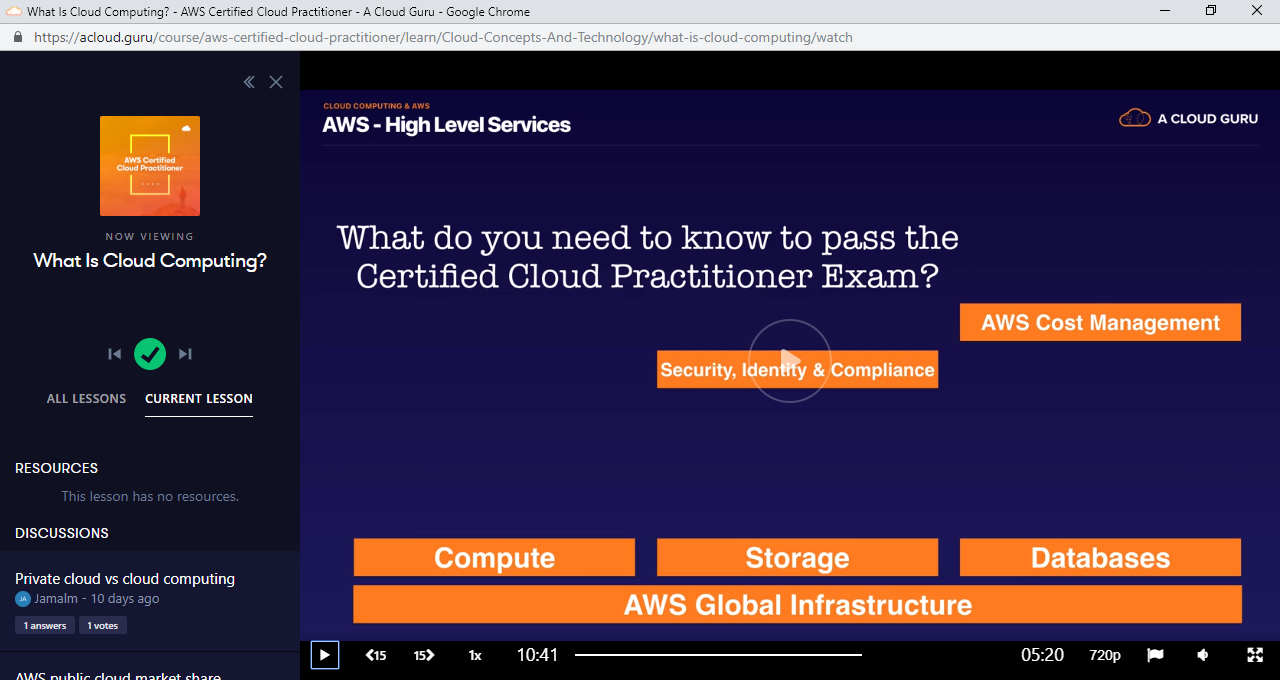 What Is Cloud Computing? - AWS Certified Cloud Practitioner - A Cloud Guru - Google Chrome
https://acloud.guru/course/aws-certified-cloud-practitioner/learn/Cloud-Concepts-And-Technology/what-is-cloud-computing/watch
AWS Certified
Cloud Practitioner
NOW VIEWING
What Is Cloud Computing?
ALL LESSONS
CURRENT LESSON
RESOURCES
This lesson has no resources.
DISCUSSIONS
Private cloud vs cloud computing
JA Jamalm - 10 days ago
1 answers
1 votes
AWS public cloud market share
CLOUD COMPUTING & AWS
AWS - High Level Services
A CLOUD GURU
What do you need to know to pass the
Certified Cloud Practitioner Exam?
AWS Cost Management
Security, Identity & Compliance
Compute
Storage
Databases
AWS Global Infrastructure
15
15
1x
10:41
05:20
720p